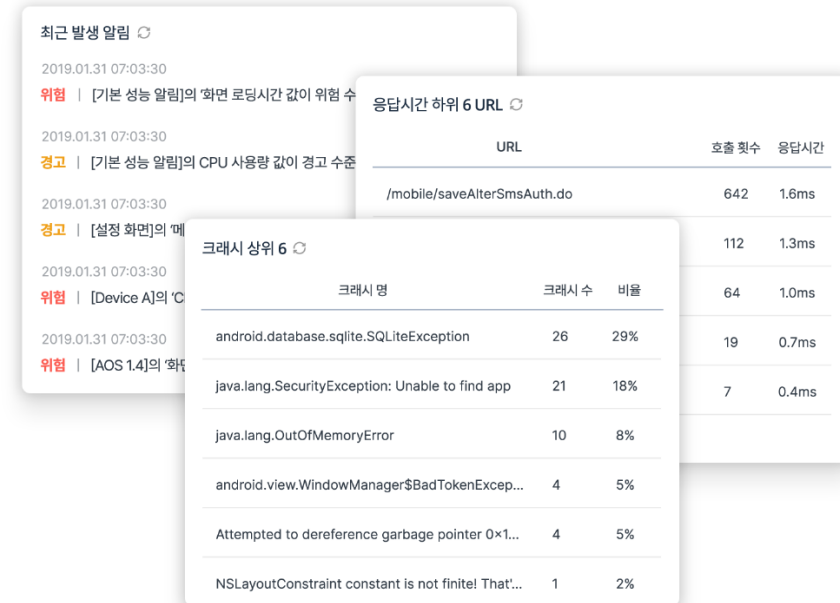 최근 발생 알림
2019.01.31 07:03:30
위험 | [기본 성능 알림]의 '화면 로딩시간 값이 위험 수
2019.01.31 07:03:30
경고 | [기본 성능 알림]의 CPU 사용량 값이 경고 수준
2019.01.31 07:03:30
경고 | [설정 화면]의 '메
2019.01.31 07:03:30
위험 | [Device A]의 'C
2019.01.31 07:03:30
위험 | [AOS 1.4]의 '화면
응답시간 하위 6 URL
URL 호출 횟수 응답시간
/mobile/saveAlterSmsAuth.do 642 1.6ms
112 1.3ms
64 1.0ms
19 0.7ms
7 0.4ms
크래시 상위 6
크래시 명 크래시 수 비율
android.database.sqlite.SQLiteException 26 29%
java.lang.SecurityException: Unable to find app 21 18%
java.lang.OutOfMemoryError 10 8%
android.view.WindowManager$BadTokenExcep... 4 5%
Attempted to dereference garbage pointer 0×1... 4 5%
NSLayoutConstraint constant is not finite! That'... 1 2%